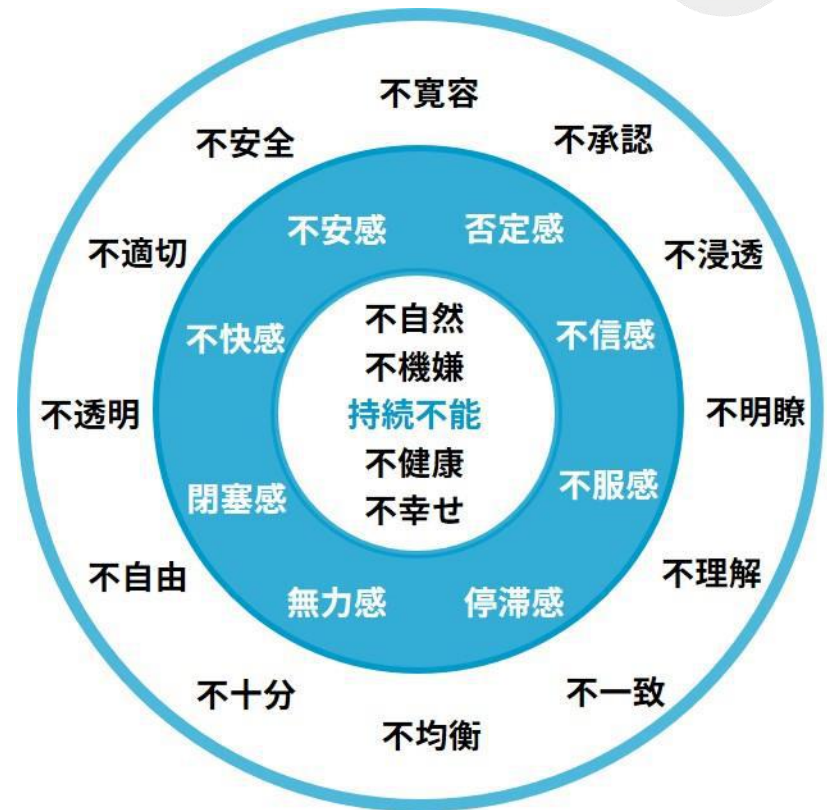 不寛容
不承認
不浸透
不明瞭
不理解
不一致
不均衡
不十分
不自由
不透明
不適切
不安全
不安感
否定感
不信感
不服感
停滞感
無力感
閉塞感
不快感
不自然
不機嫌
持続不能
不健康
不幸せ